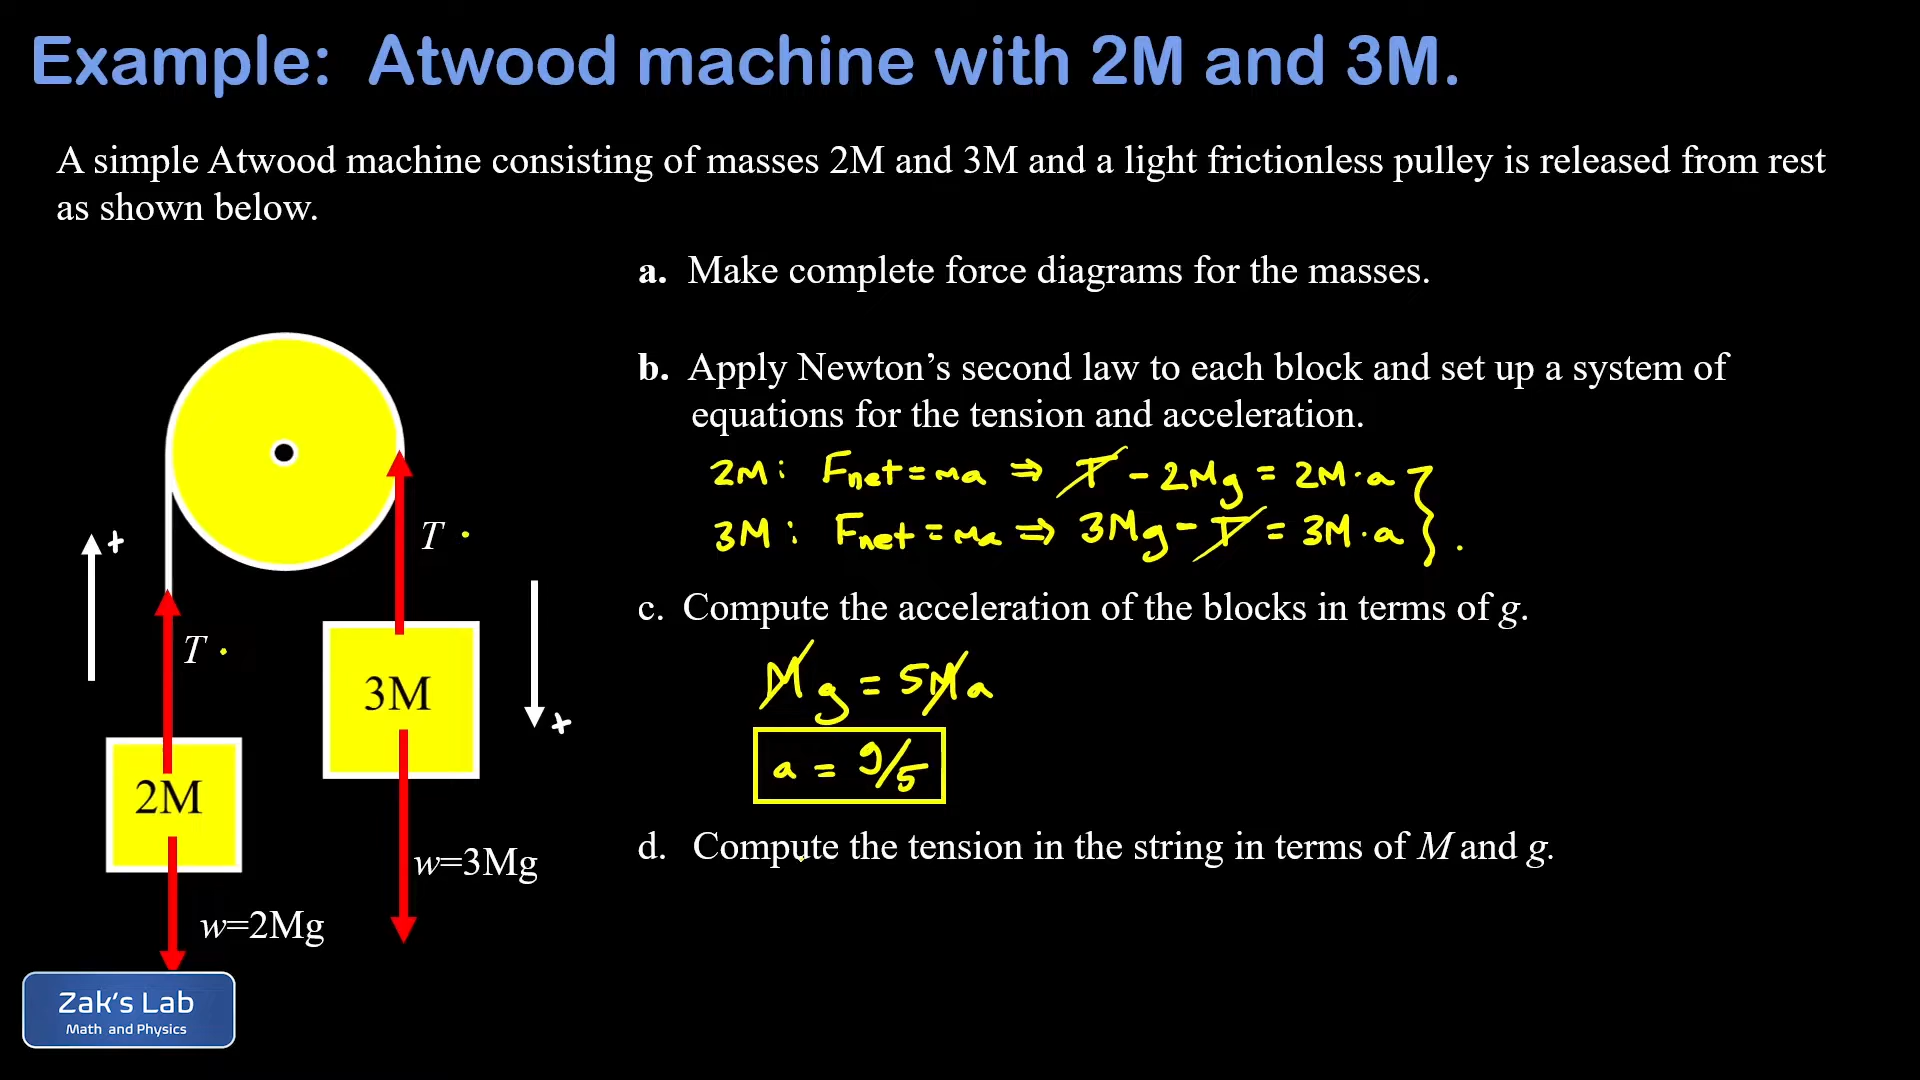 Example: Atwood machine with 2M and 3M.
A simple Atwood machine consisting of masses 2M and 3M and a light frictionless pulley is released from rest
as shown below.
a. Make complete force diagrams for the masses.
b. Apply Newton’s second law to each block and set up a system of
equations for the tension and acceleration.
2M: Fnet = ma ⇒ T - 2Mg = 2M·a
3M: Fnet = ma ⇒ 3Mg - T = 3M·a
c. Compute the acceleration of the blocks in terms of g.
Mg = 5Ma
a = g/5
d. Compute the tension in the string in terms of M and g.
+
T
T
+
3M
2M
w=3Mg
w=2Mg
Zak's Lab
Math and Physics